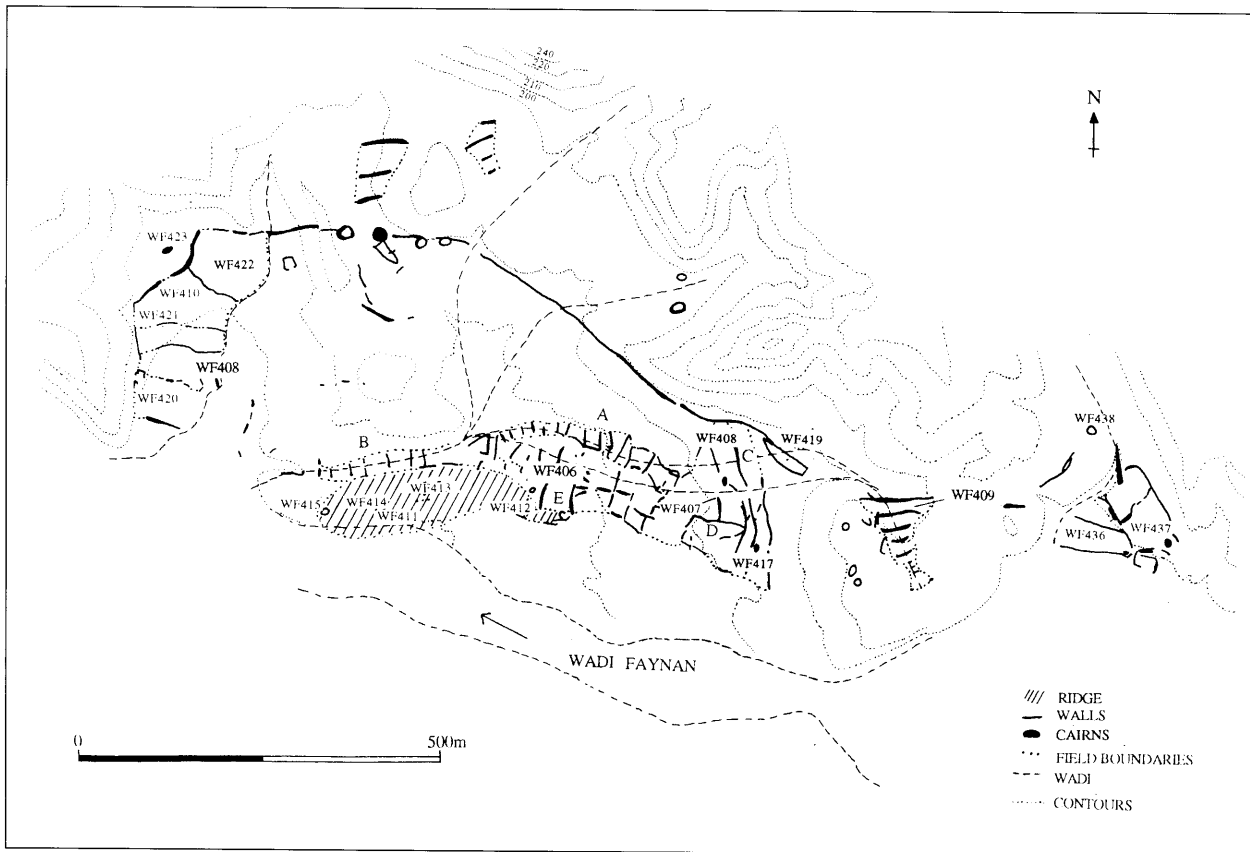 240
220
210
200
N
WF423
WF422
WF410
WF421
WF408
WF420
A
B
WF408
WF419
C
WF438
WF406
WF413
WF409
WF415
WF414
WF412
E
WF407
WF411
D
WF436
WF437
WF417
WADI FAYNAN
RIDGE
WALLS
CAIRNS
FIELD BOUNDARIES
WADI
CONTOURS
0
500m